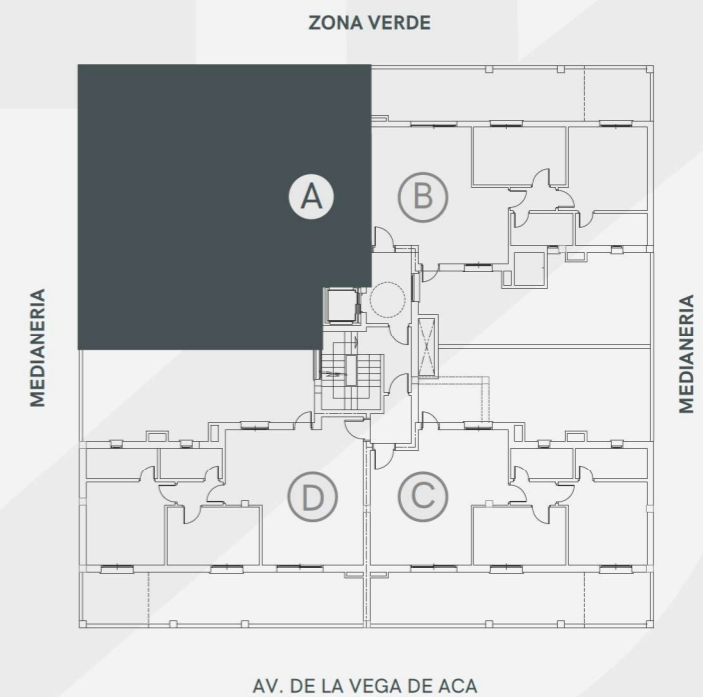 ZONA VERDE
A
B
MEDIANERIA
MEDIANERIA
D
C
AV. DE LA VEGA DE ACA